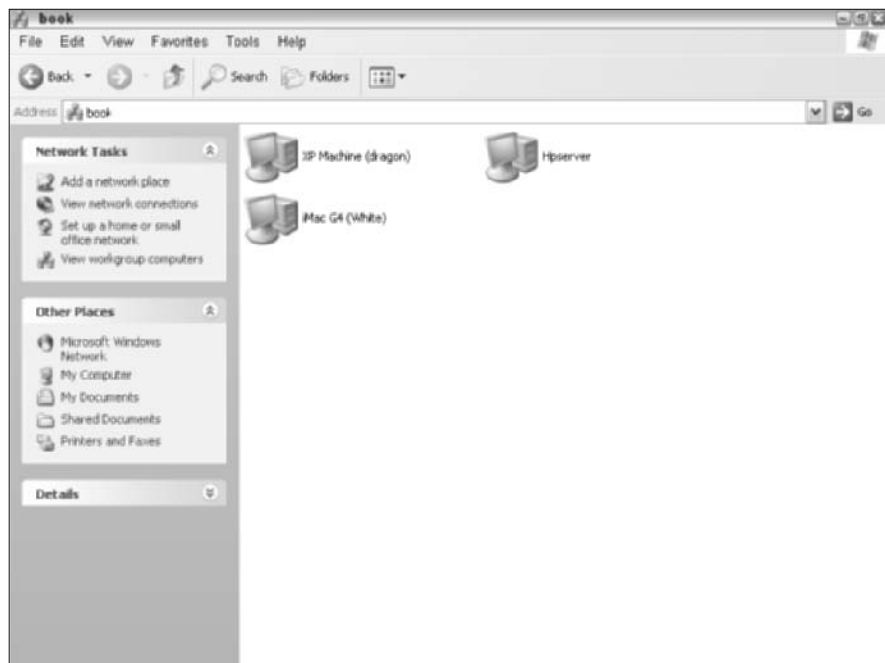 book
File Edit View Favorites Tools Help
Back Search Folders
Address book Go
Network Tasks
Add a network place
View network connections
Set up a home or small
office network
View workgroup computers
Other Places
Microsoft Windows
Network
My Computer
My Documents
Shared Documents
Printers and Faxes
Details
XP Machine (dragon) Hpserver
iMac G4 (White)